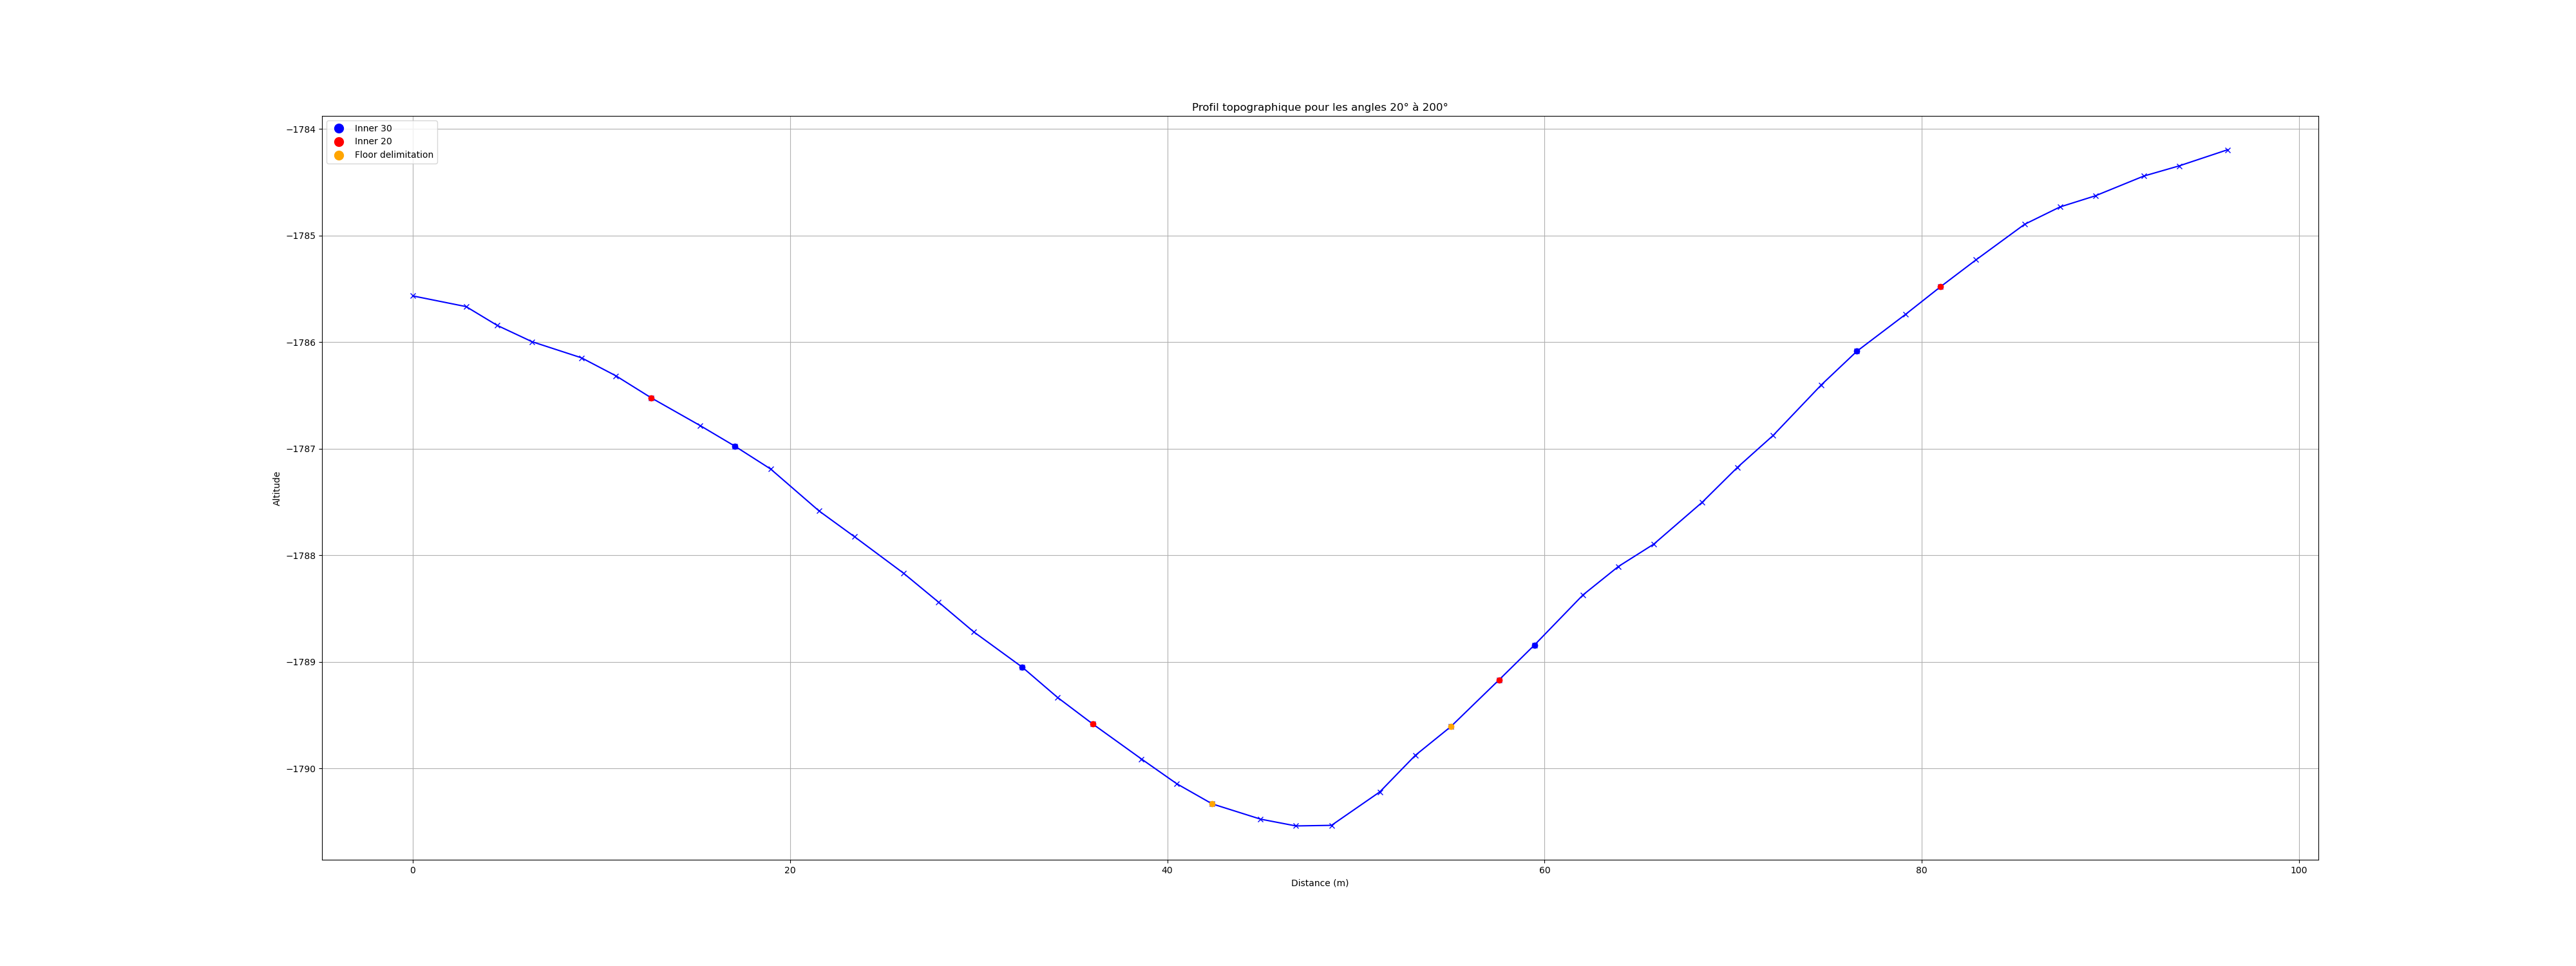 Profil topographique pour les angles 20° à 200°
Inner 30
Inner 20
Floor delimitation
−1784
−1785
−1786
−1787
−1788
−1789
−1790
Altitude
0 20 40 60 80 100
Distance (m)